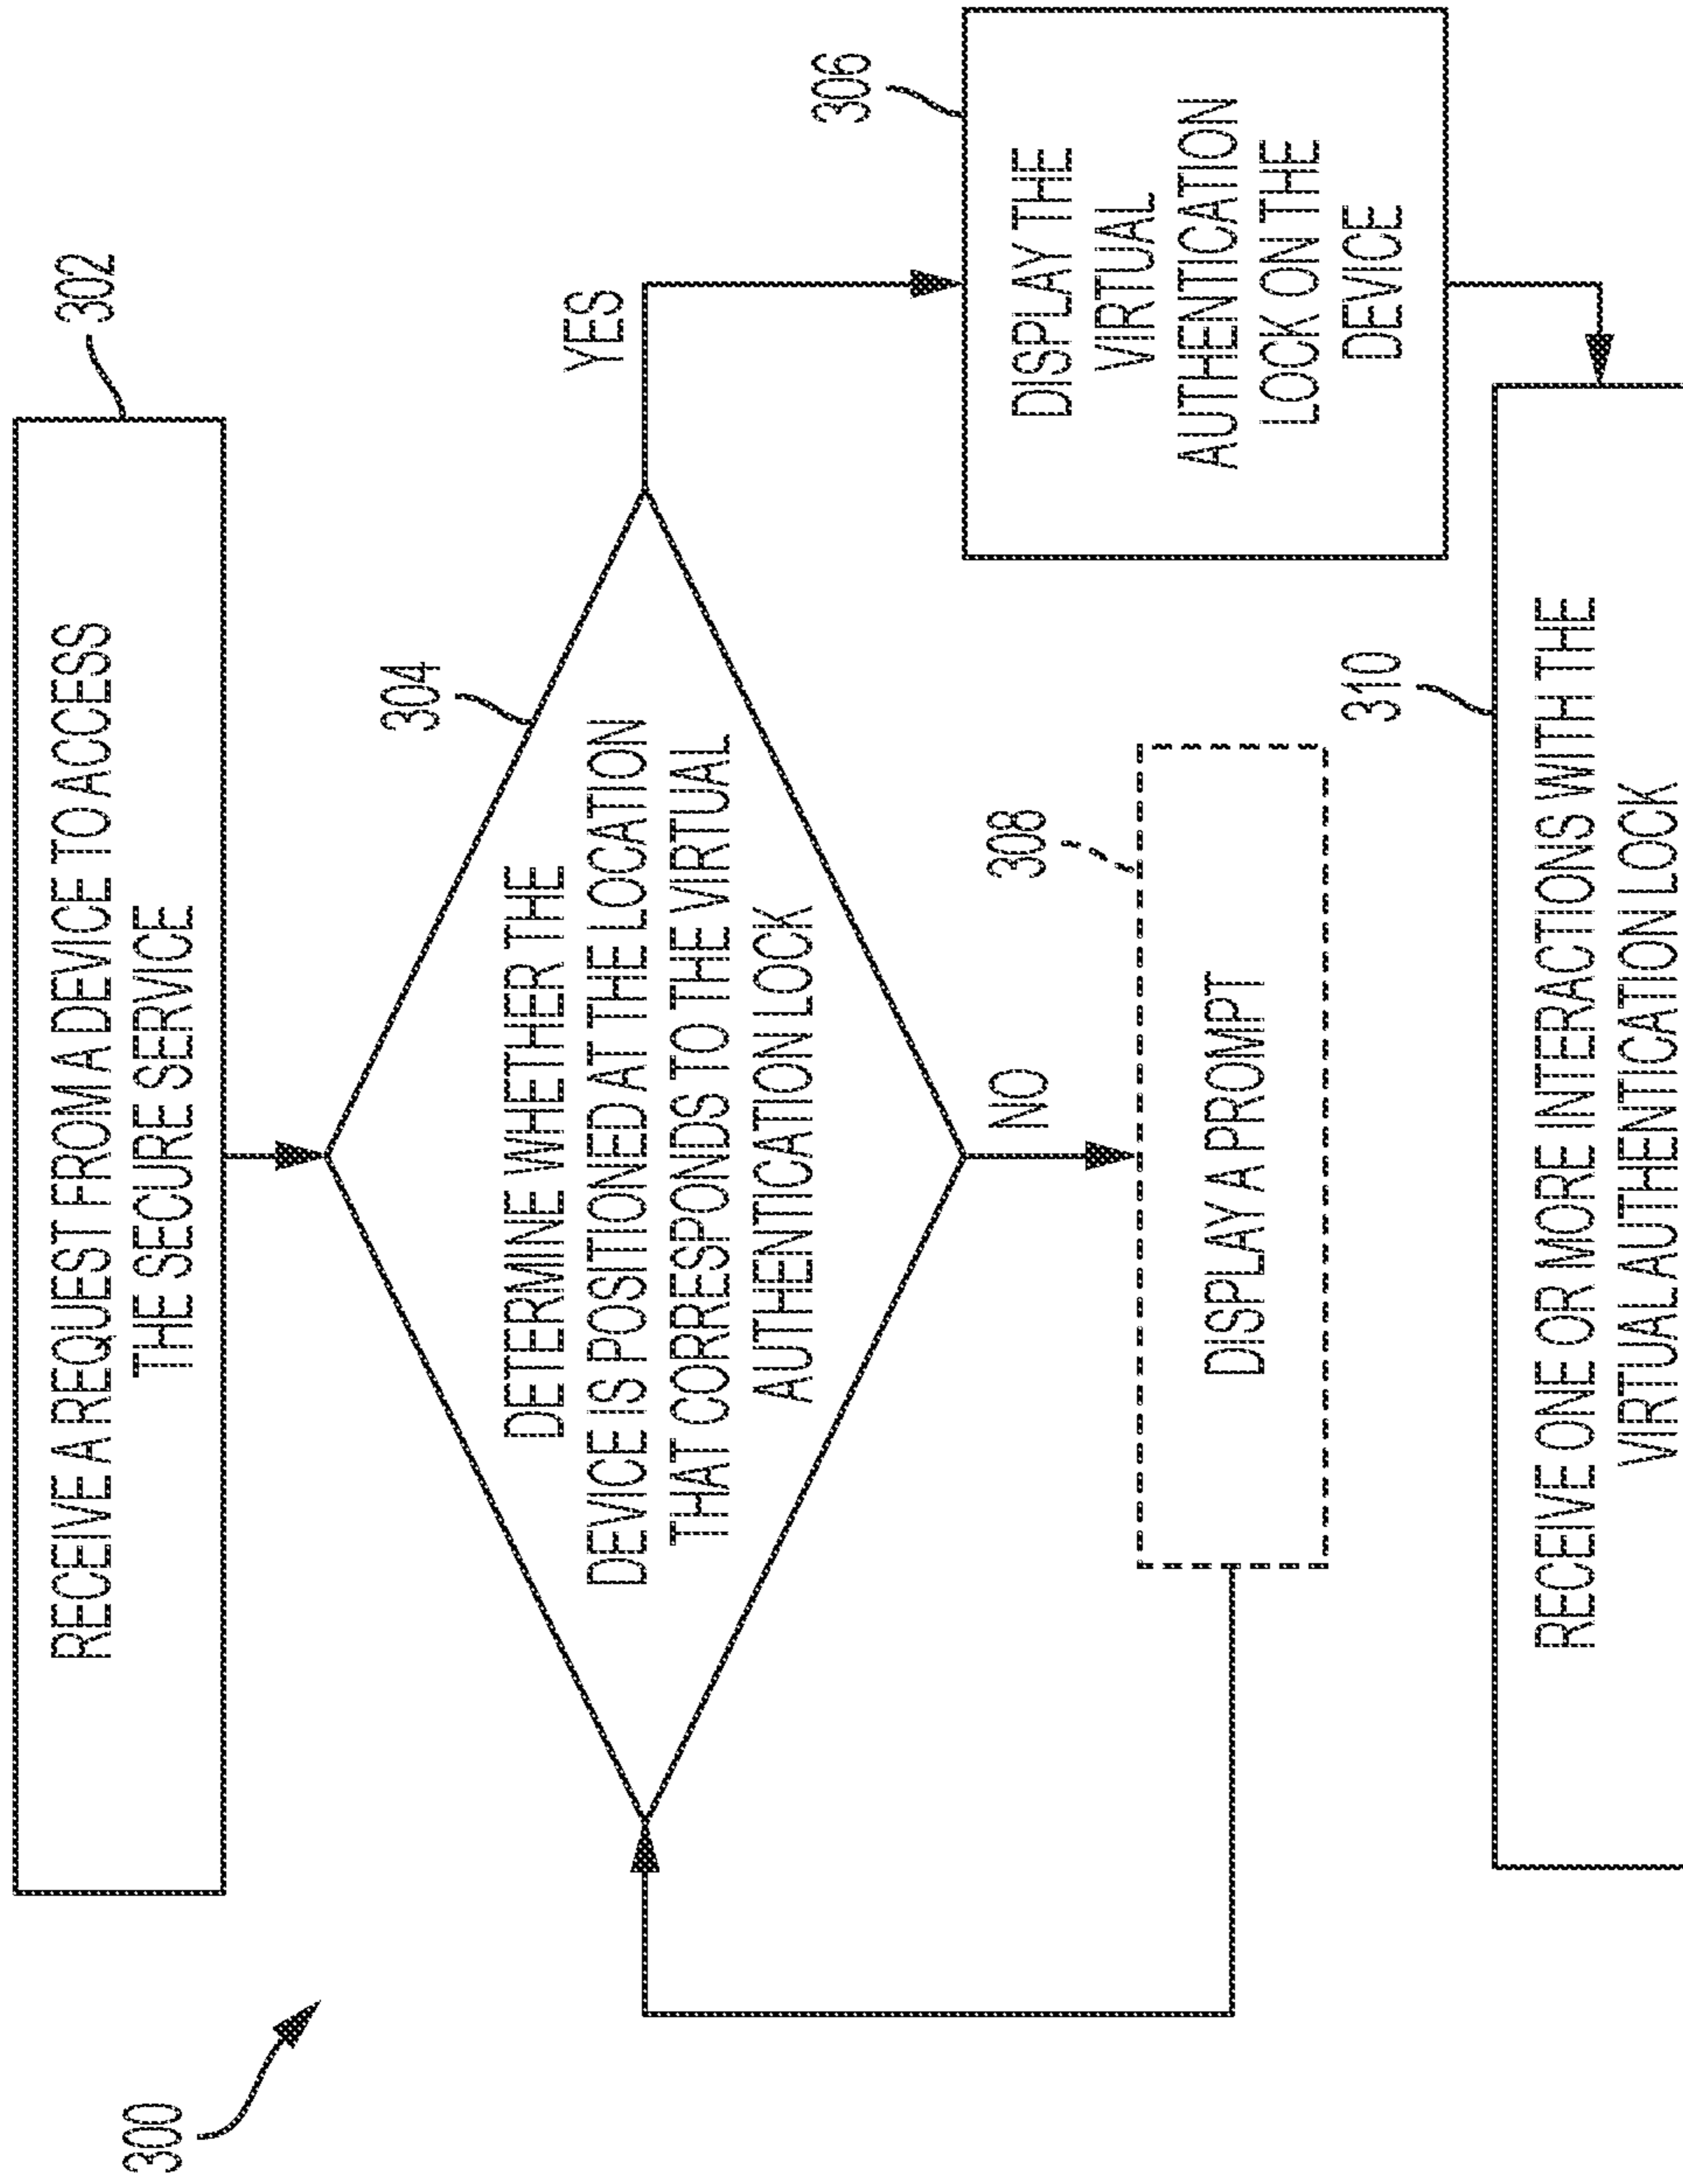 300
RECEIVE A REQUEST FROM A DEVICE TO ACCESS
THE SECURE SERVICE
302
DETERMINE WHETHER THE
DEVICE IS POSITIONED AT THE LOCATION
THAT CORRESPONDS TO THE VIRTUAL
AUTHENTICATION LOCK
304
YES
NO
DISPLAY THE
VIRTUAL
AUTHENTICATION
LOCK ON THE
DEVICE
306
DISPLAY A PROMPT
308
RECEIVE ONE OR MORE INTERACTIONS WITH THE
VIRTUAL AUTHENTICATION LOCK
310